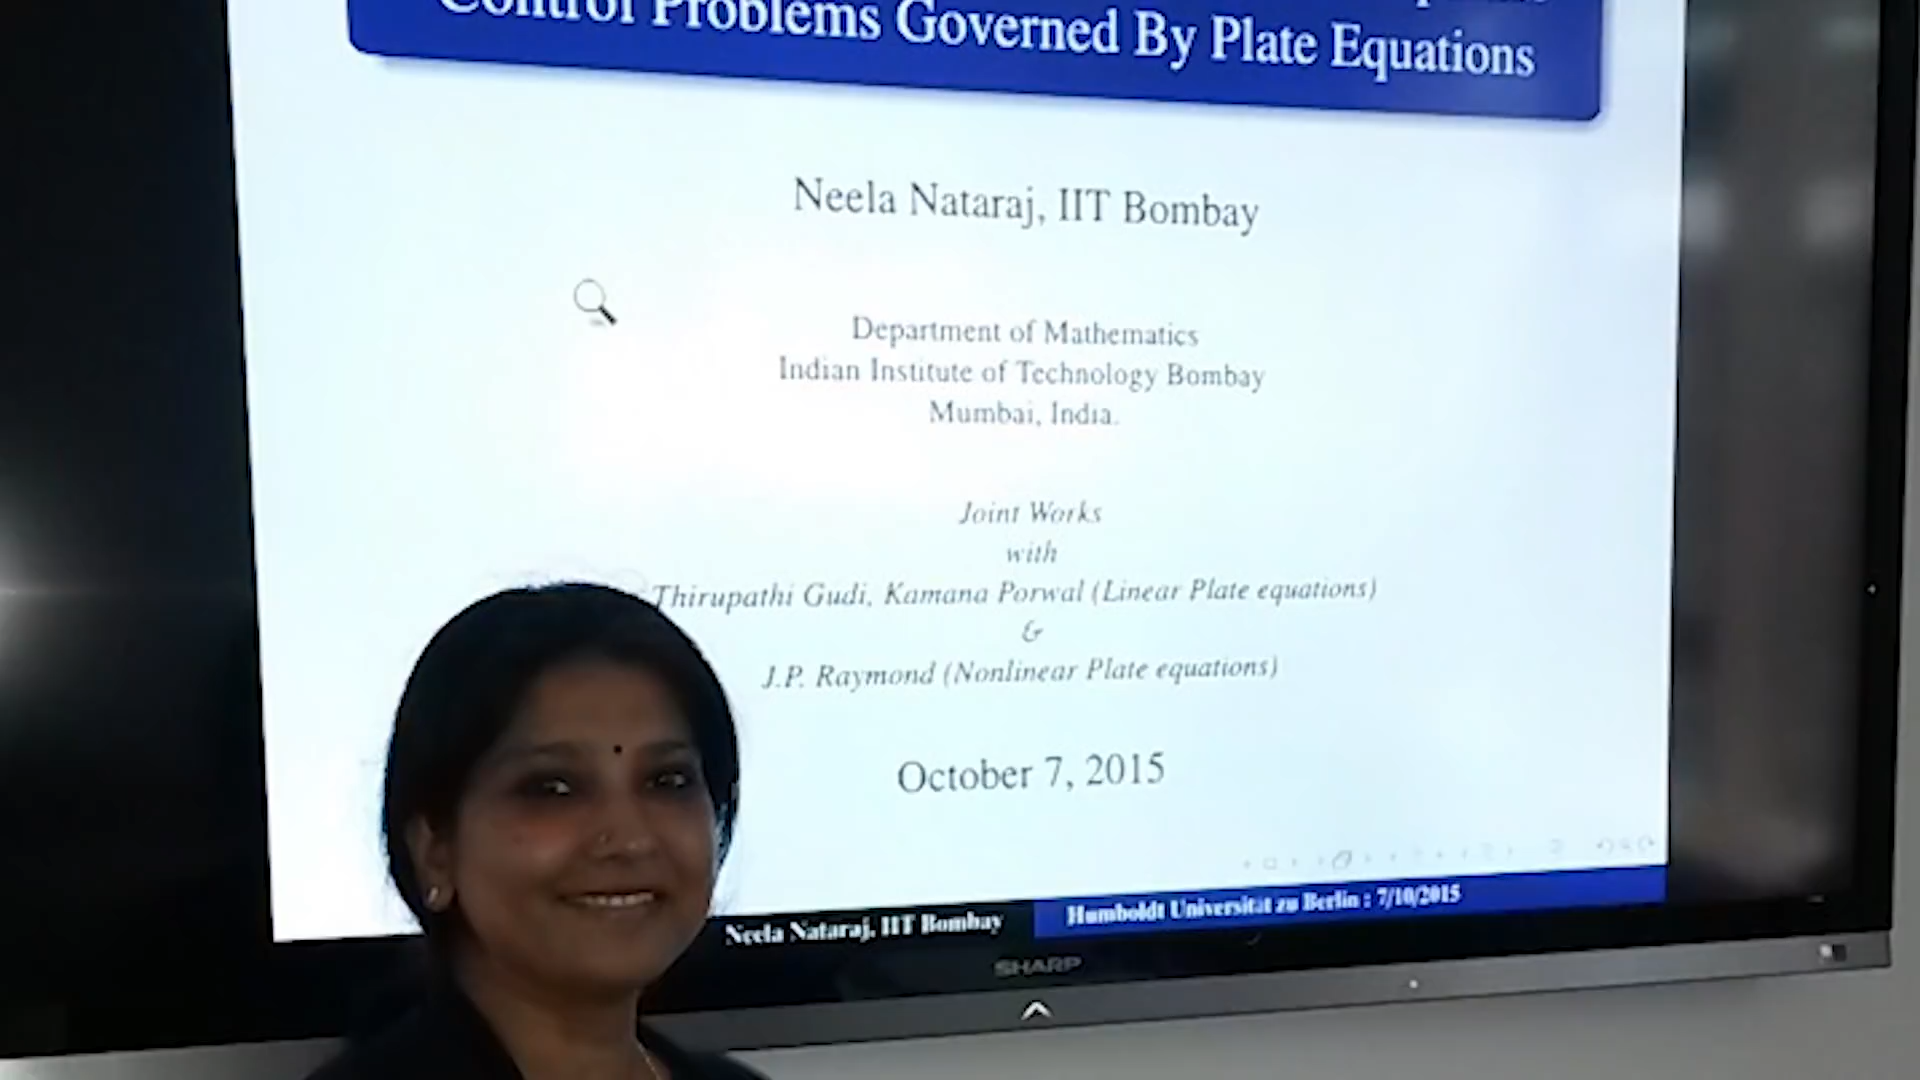 Control Problems Governed By Plate Equations
Neela Nataraj, IIT Bombay
Department of Mathematics
Indian Institute of Technology Bombay
Mumbai, India.
Joint Works
with
Thirupathi Gudi, Kamana Porwal (Linear Plate equations)
&
J.P. Raymond (Nonlinear Plate equations)
October 7, 2015
Neela Nataraj, IIT Bombay
Humboldt Universitat zu Berlin : 7/10/2015
SHARP